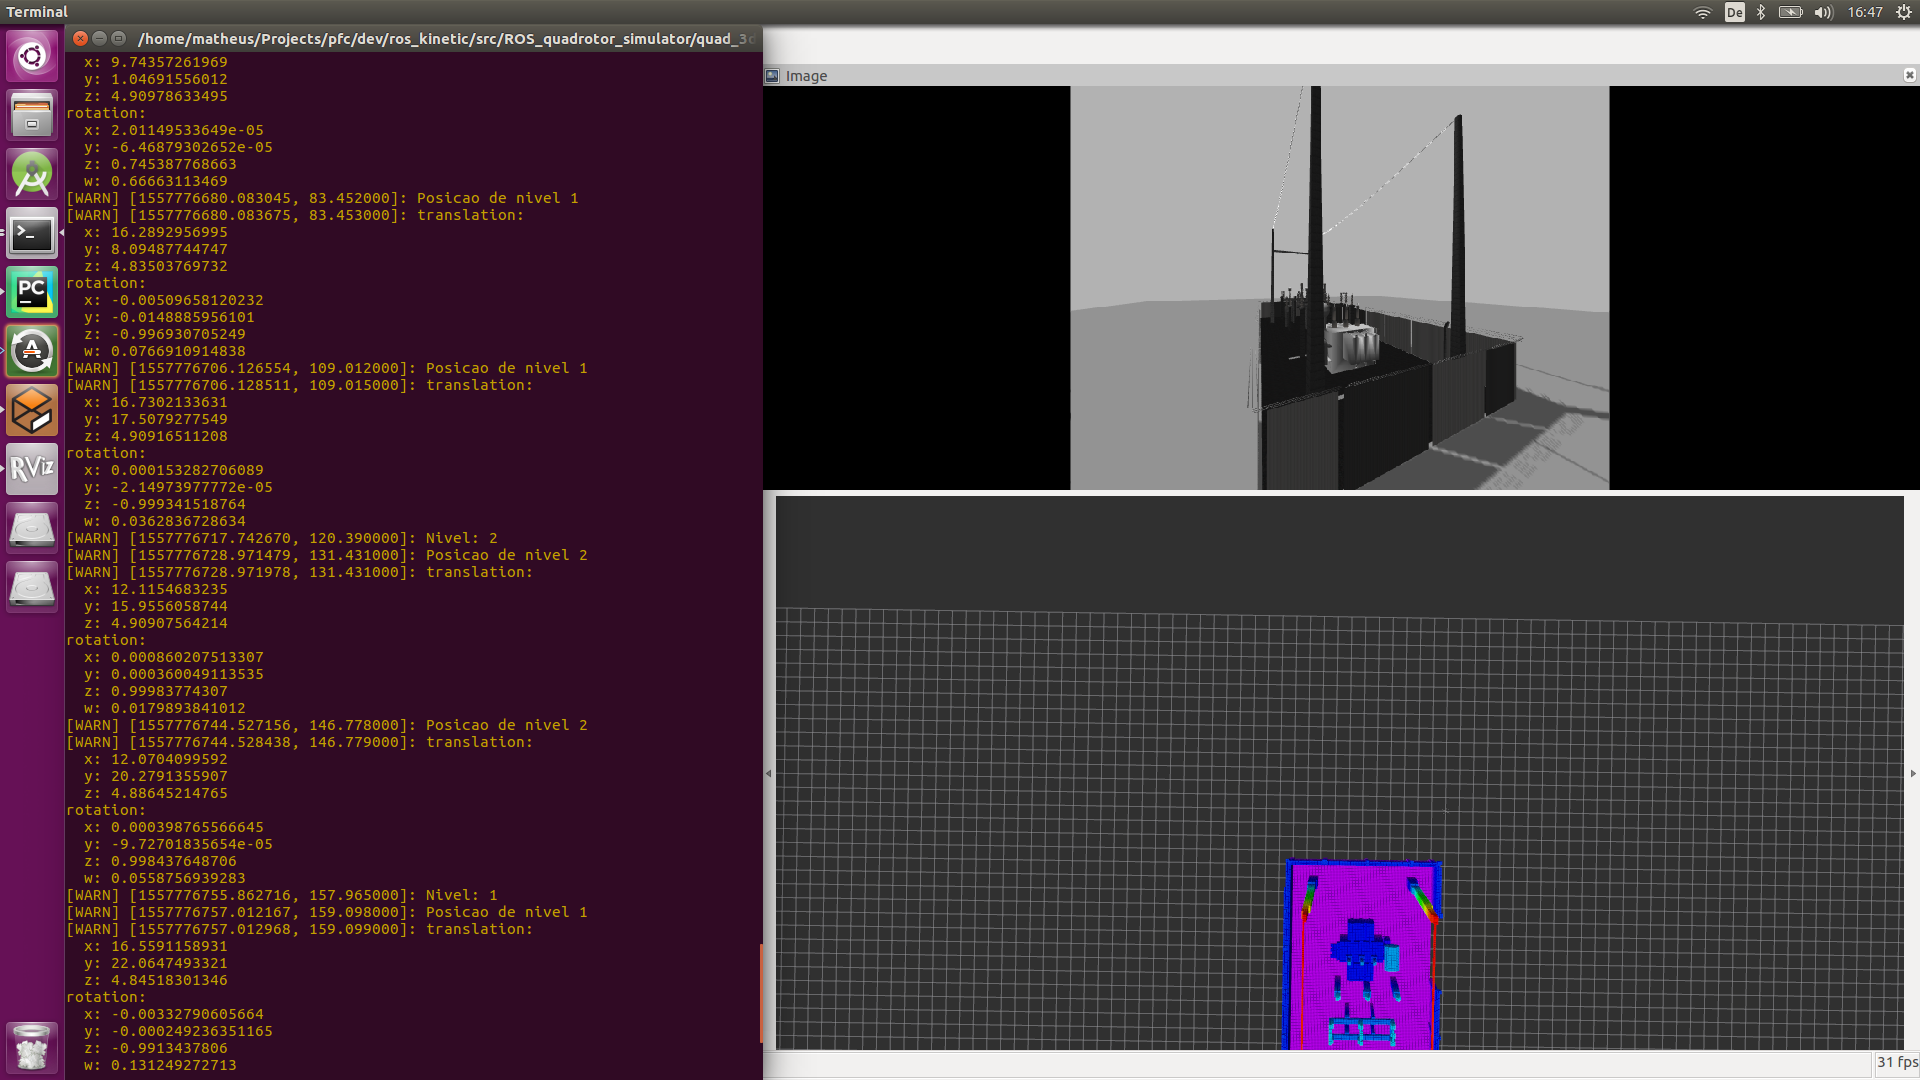 Terminal
De
16:47
/home/matheus/Projects/pfc/dev/ros_kinetic/src/ROS_quadrotor_simulator/quad_3d
x: 9.74357261969
y: 1.04691556012
z: 4.90978633495
rotation:
x: 2.01149533649e-05
y: -6.46879302652e-05
z: 0.745387768663
w: 0.66663113469
[WARN] [1557776680.083045, 83.452000]: Posicao de nivel 1
[WARN] [1557776680.083675, 83.453000]: translation:
x: 16.2892956995
y: 8.09487744747
z: 4.83503769732
rotation:
x: -0.00509658120232
y: -0.0148885956101
z: -0.996930705249
w: 0.0766910914838
[WARN] [1557776706.126554, 109.012000]: Posicao de nivel 1
[WARN] [1557776706.128511, 109.015000]: translation:
x: 16.7302133631
y: 17.5079277549
z: 4.90916511208
rotation:
x: 0.000153282706089
y: -2.14973977772e-05
z: -0.999341518764
w: 0.0362836728634
[WARN] [1557776717.742670, 120.390000]: Nivel: 2
[WARN] [1557776728.971479, 131.431000]: Posicao de nivel 2
[WARN] [1557776728.971978, 131.431000]: translation:
x: 12.1154683235
y: 15.9556058744
z: 4.90907564214
rotation:
x: 0.000860207513307
y: 0.000360049113535
z: 0.99983774307
w: 0.0179893841012
[WARN] [1557776744.527156, 146.778000]: Posicao de nivel 2
[WARN] [1557776744.528438, 146.779000]: translation:
x: 12.0704099592
y: 20.2791355907
z: 4.88645214765
rotation:
x: 0.000398765566645
y: -9.72701835654e-05
z: 0.998437648706
w: 0.0558756939283
[WARN] [1557776755.862716, 157.965000]: Nivel: 1
[WARN] [1557776757.012167, 159.098000]: Posicao de nivel 1
[WARN] [1557776757.012968, 159.099000]: translation:
x: 16.5591158931
y: 22.0647493321
z: 4.84518301346
rotation:
x: -0.00332790605664
y: -0.000249236351165
z: -0.9913437806
w: 0.131249272713
PC
RViz
Image
31 fps